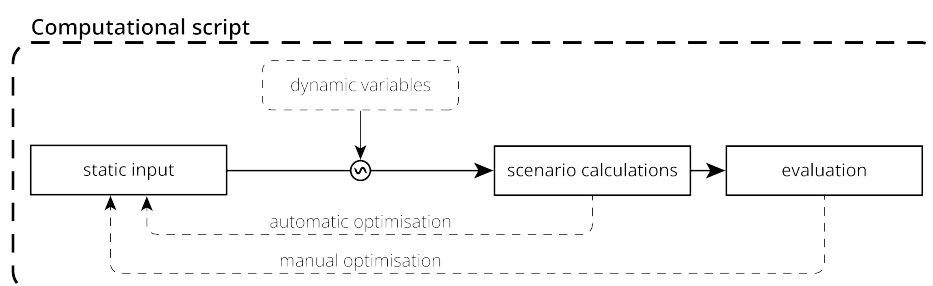 Computational script
dynamic variables
static input
scenario calculations
evaluation
automatic optimisation
manual optimisation